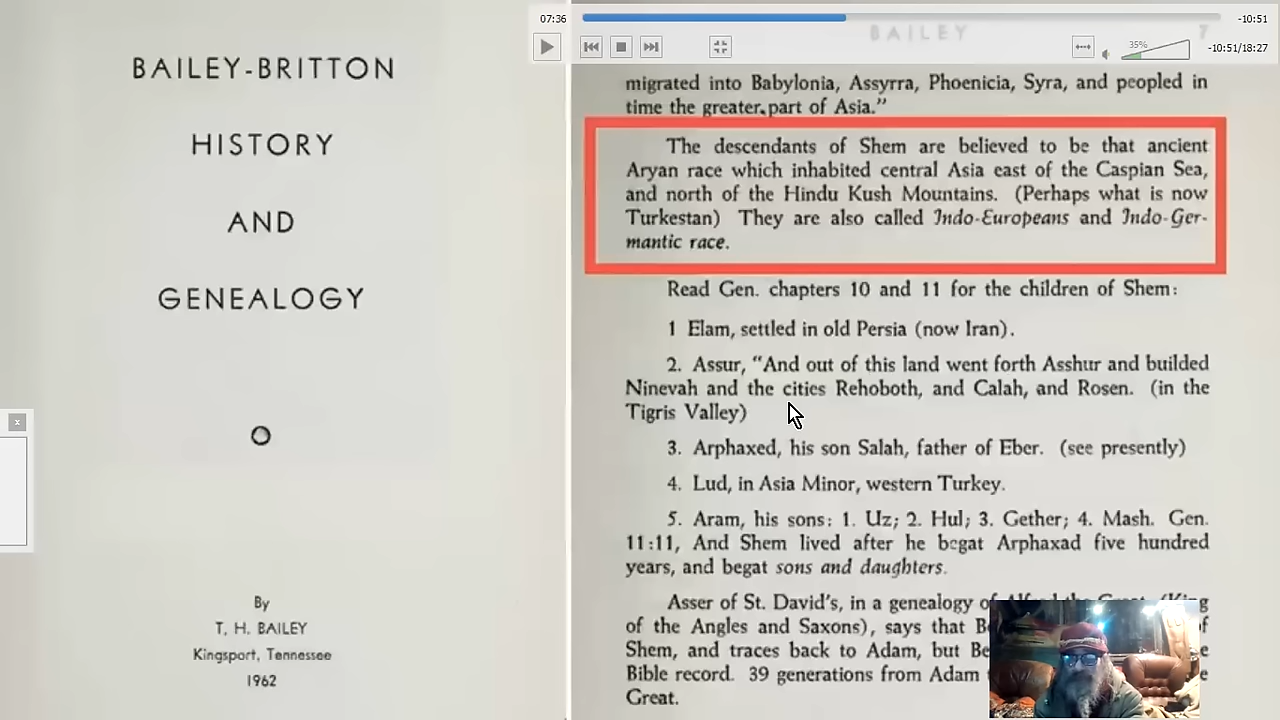 BAILEY-BRITTON
HISTORY
AND
GENEALOGY
By
T. H. BAILEY
Kingsport, Tennessee
1962
07:36
-10:51
BAILEY
7
35%
-10:51/18:27
migrated into Babylonia, Assyrra, Phoenicia, Syra, and peopled in
time the greater part of Asia."
The descendants of Shem are believed to be that ancient
Aryan race which inhabited central Asia east of the Caspian Sea,
and north of the Hindu Kush Mountains. (Perhaps what is now
Turkestan) They are also called Indo-Europeans and Indo-Ger-
mantic race.
Read Gen. chapters 10 and 11 for the children of Shem:
1 Elam, settled in old Persia (now Iran).
2. Assur, "And out of this land went forth Asshur and builded
Ninevah and the cities Rehoboth, and Calah, and Rosen. (in the
Tigris Valley)
3. Arphaxed, his son Salah, father of Eber. (see presently)
4. Lud, in Asia Minor, western Turkey.
5. Aram, his sons: 1. Uz; 2. Hul; 3. Gether; 4. Mash. Gen.
11:11, And Shem lived after he begat Arphaxad five hundred
years, and begat sons and daughters.
Asser of St. David's, in a genealogy of
of the Angles and Saxons), says that
Shem, and traces back to Adam, but
Bible record. 39 generations from Adam
Great.